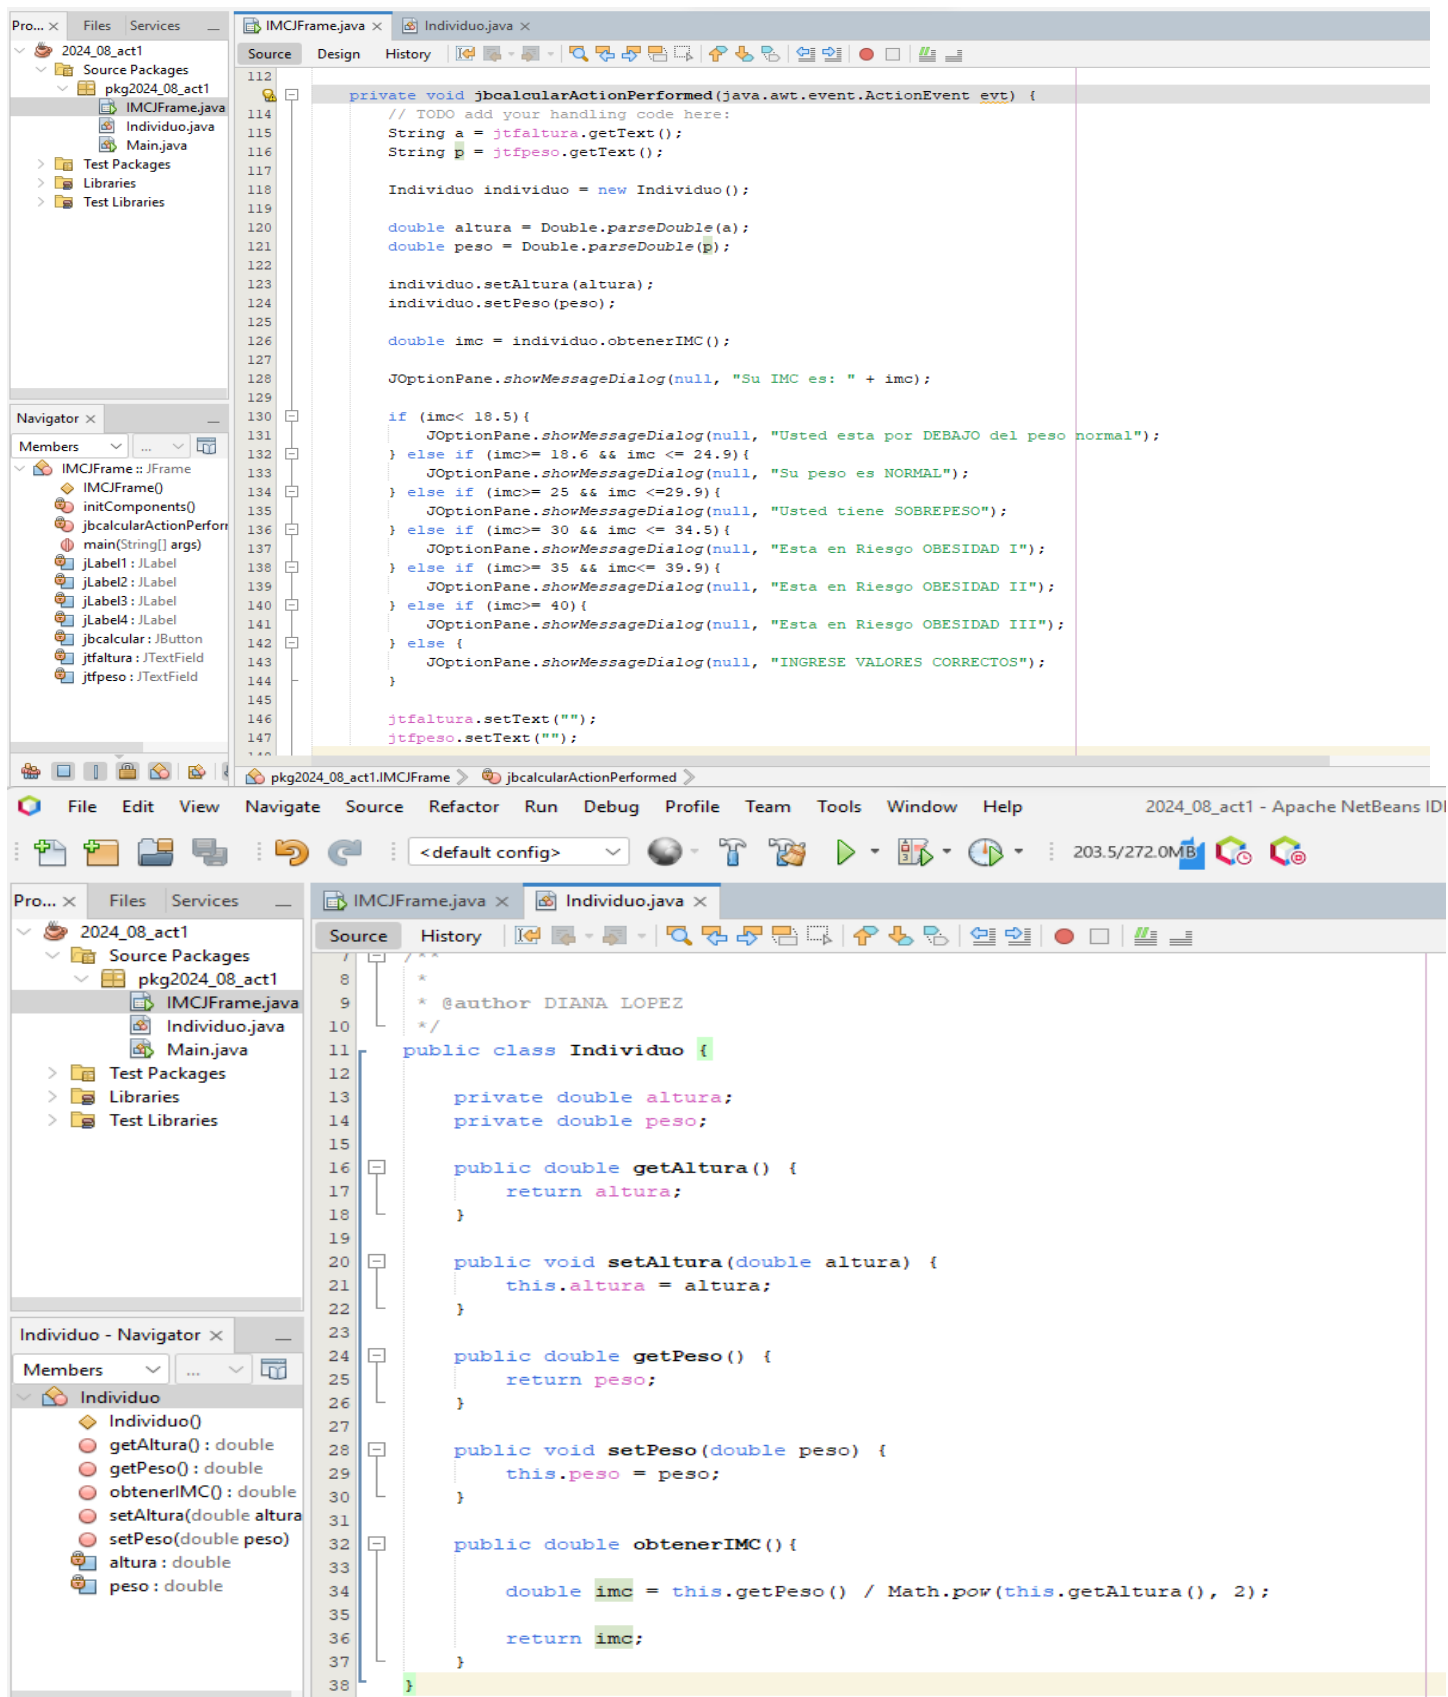 Pro... × Files Services
2024_08_act1
Source Packages
pkg2024_08_act1
IMCJFrame.java
Individuo.java
Main.java
Test Packages
Libraries
Test Libraries
Navigator ×
Members ...
IMCJFrame :: JFrame
IMCJFrame()
initComponents()
jbcalcularActionPerforr
main(String[] args)
jLabel1 : JLabel
jLabel2 : JLabel
jLabel3 : JLabel
jLabel4 : JLabel
jbcalcular : JButton
jtfaltura : JTextField
jtfpeso : JTextField
IMCJFrame.java × Individuo.java ×
Source Design History
112
private void jbcalcularActionPerformed(java.awt.event.ActionEvent evt) {
114 // TODO add your handling code here:
115 String a = jtfaltura.getText();
116 String p = jtfpeso.getText();
117
118 Individuo individuo = new Individuo();
119
120 double altura = Double.parseDouble(a);
121 double peso = Double.parseDouble(p);
122
123 individuo.setAltura(altura);
124 individuo.setPeso(peso);
125
126 double imc = individuo.obtenerIMC();
127
128 JOptionPane.showMessageDialog(null, "Su IMC es: " + imc);
129
130 if (imc< 18.5){
131 JOptionPane.showMessageDialog(null, "Usted esta por DEBAJO del peso normal");
132 } else if (imc>= 18.6 && imc <= 24.9){
133 JOptionPane.showMessageDialog(null, "Su peso es NORMAL");
134 } else if (imc>= 25 && imc <=29.9){
135 JOptionPane.showMessageDialog(null, "Usted tiene SOBREPESO");
136 } else if (imc>= 30 && imc <= 34.5){
137 JOptionPane.showMessageDialog(null, "Esta en Riesgo OBESIDAD I");
138 } else if (imc>= 35 && imc<= 39.9){
139 JOptionPane.showMessageDialog(null, "Esta en Riesgo OBESIDAD II");
140 } else if (imc>= 40){
141 JOptionPane.showMessageDialog(null, "Esta en Riesgo OBESIDAD III");
142 } else {
143 JOptionPane.showMessageDialog(null, "INGRESE VALORES CORRECTOS");
144 }
145
146 jtfaltura.setText("");
147 jtfpeso.setText("");
pkg2024_08_act1.IMCJFrame jbcalcularActionPerformed
File Edit View Navigate Source Refactor Run Debug Profile Team Tools Window Help 2024_08_act1 - Apache NetBeans IDE
<default config> 203.5/272.0MB
Pro... × Files Services
2024_08_act1
Source Packages
pkg2024_08_act1
IMCJFrame.java
Individuo.java
Main.java
Test Packages
Libraries
Test Libraries
Individuo - Navigator ×
Members ...
Individuo
Individuo()
getAltura() : double
getPeso() : double
obtenerIMC() : double
setAltura(double altura
setPeso(double peso)
altura : double
peso : double
IMCJFrame.java × Individuo.java ×
Source History
7 /**
8 *
9 * @author DIANA LOPEZ
10 */
11 public class Individuo {
12
13 private double altura;
14 private double peso;
15
16 public double getAltura() {
17 return altura;
18 }
19
20 public void setAltura(double altura) {
21 this.altura = altura;
22 }
23
24 public double getPeso() {
25 return peso;
26 }
27
28 public void setPeso(double peso) {
29 this.peso = peso;
30 }
31
32 public double obtenerIMC(){
33
34 double imc = this.getPeso() / Math.pow(this.getAltura(), 2);
35
36 return imc;
37 }
38 }